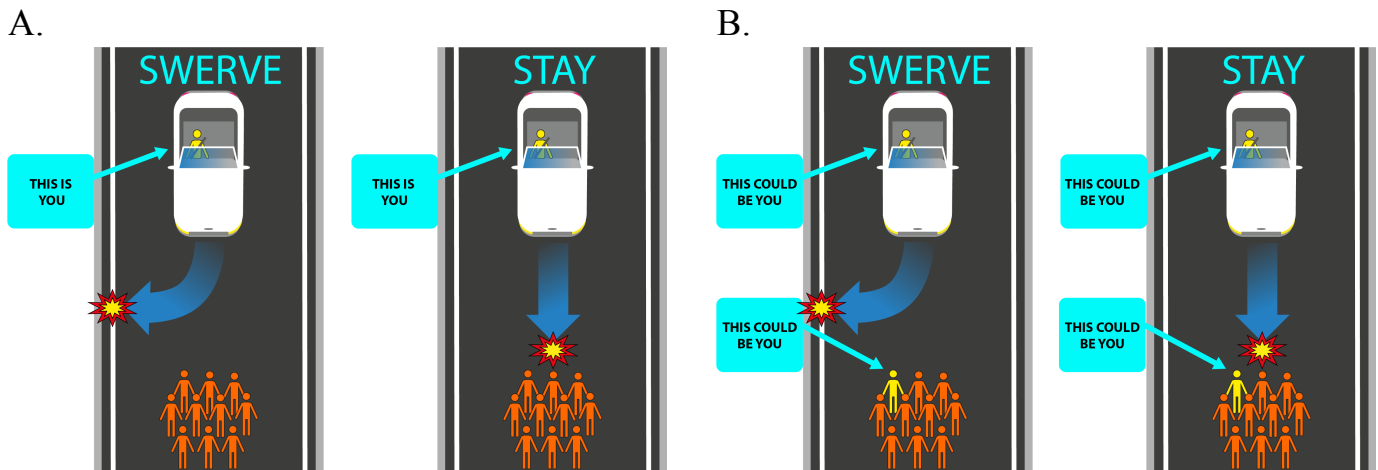 A.
SWERVE
THIS IS
YOU
STAY
THIS IS
YOU
B.
SWERVE
THIS COULD
BE YOU
THIS COULD
BE YOU
STAY
THIS COULD
BE YOU
THIS COULD
BE YOU